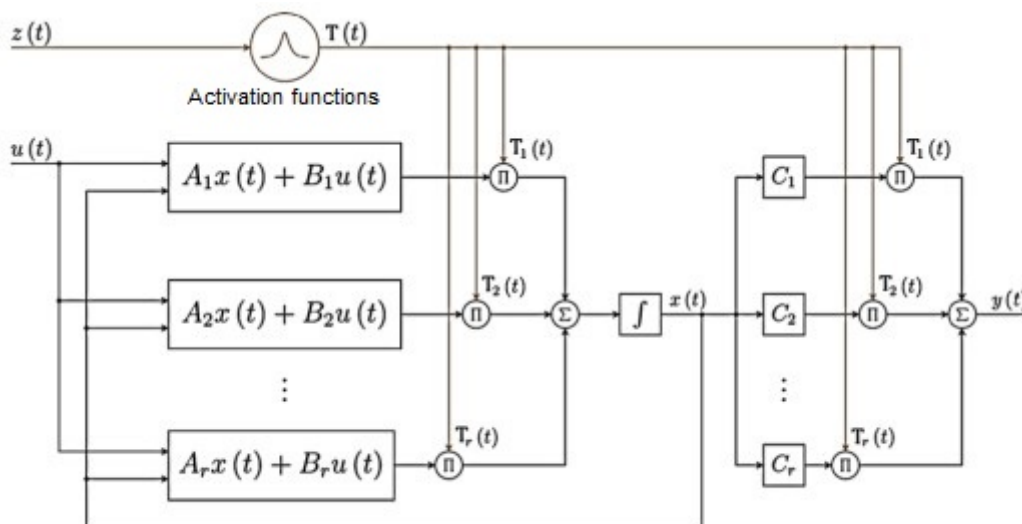 z(t) T(t)
Activation functions
u(t) T₁(t) T₁(t)
A₁x(t) + B₁u(t) Π C₁ Π
T₂(t) T₂(t)
A₂x(t) + B₂u(t) Π Σ ∫ x(t) C₂ Π Σ y(t)
⋮ ⋮
Tᵣ(t) Tᵣ(t)
Aᵣx(t) + Bᵣu(t) Π Cᵣ Π